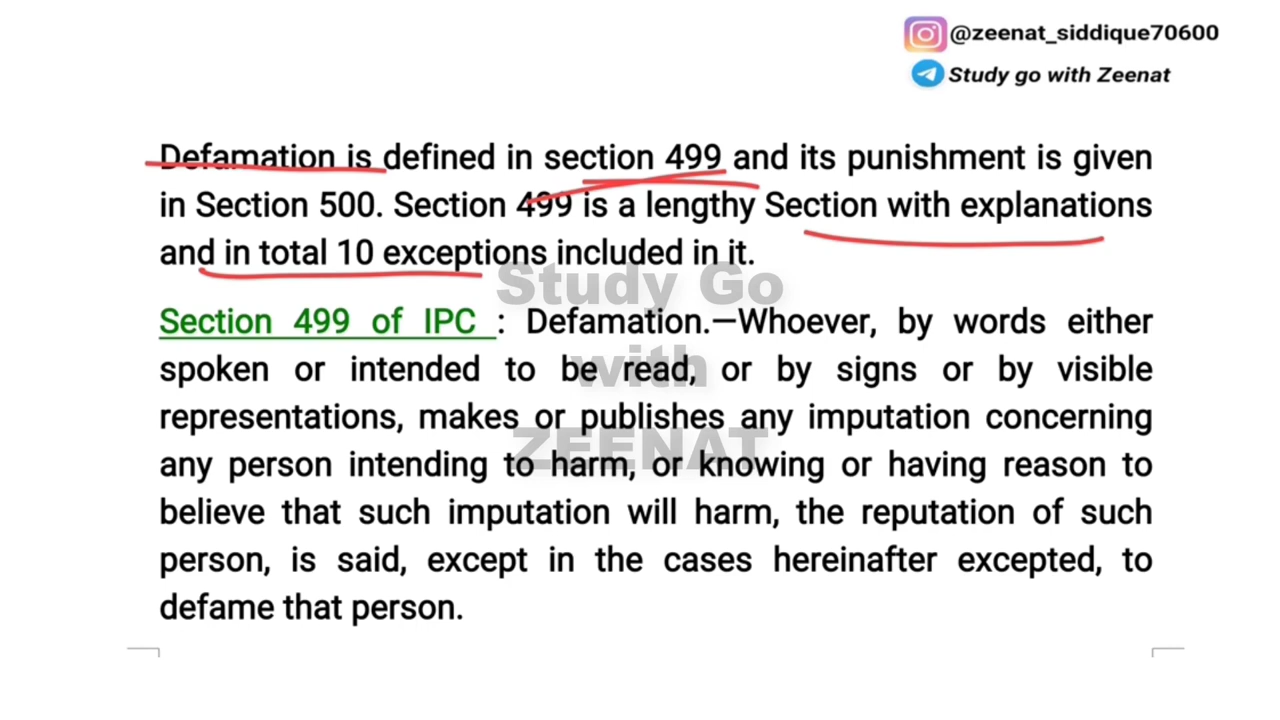 @zeenat_siddique70600
Study go with Zeenat
Defamation is defined in section 499 and its punishment is given
in Section 500. Section 499 is a lengthy Section with explanations
and in total 10 exceptions included in it.
Study Go
with
ZEENAT
Section 499 of IPC : Defamation.—Whoever, by words either
spoken or intended to be read, or by signs or by visible
representations, makes or publishes any imputation concerning
any person intending to harm, or knowing or having reason to
believe that such imputation will harm, the reputation of such
person, is said, except in the cases hereinafter excepted, to
defame that person.